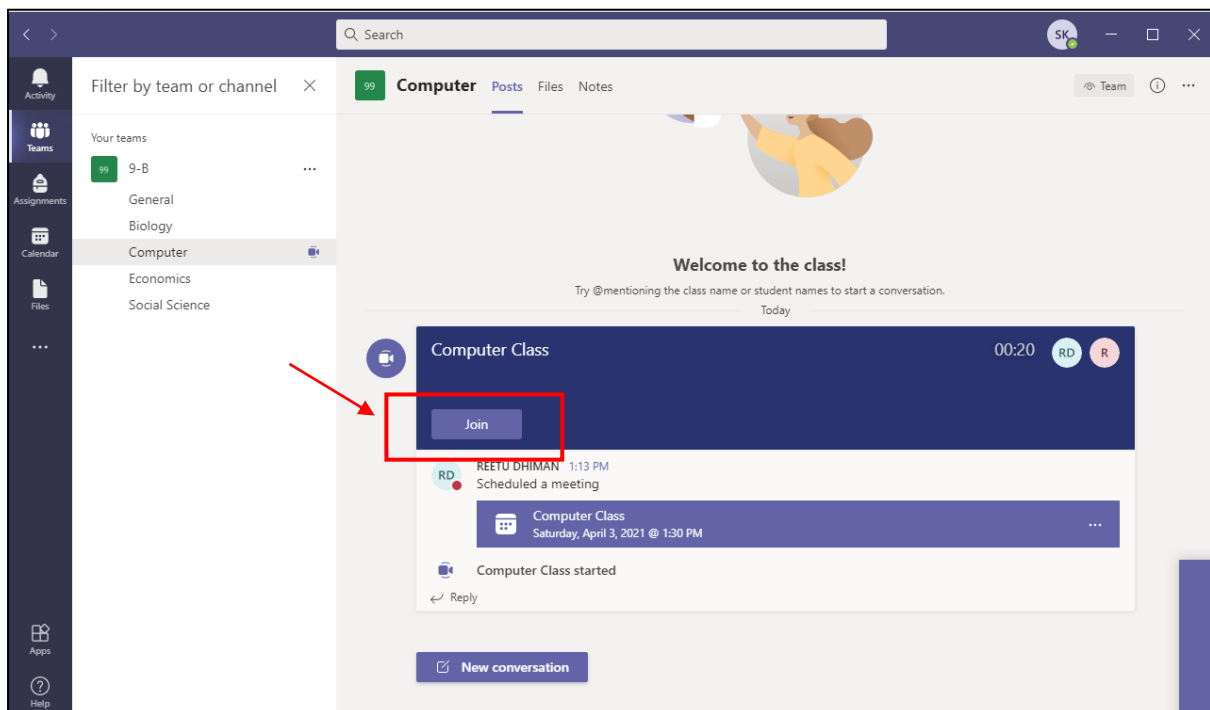 Search
SK
Activity
Teams
Assignments
Calendar
Files
Apps
Help
Filter by team or channel
Your teams
99 9-B
General
Biology
Computer
Economics
Social Science
99 Computer Posts Files Notes
Team
Welcome to the class!
Try @mentioning the class name or student names to start a conversation.
Today
Computer Class 00:20 RD R
Join
RD REETU DHIMAN 1:13 PM
Scheduled a meeting
Computer Class
Saturday, April 3, 2021 @ 1:30 PM
Computer Class started
Reply
New conversation